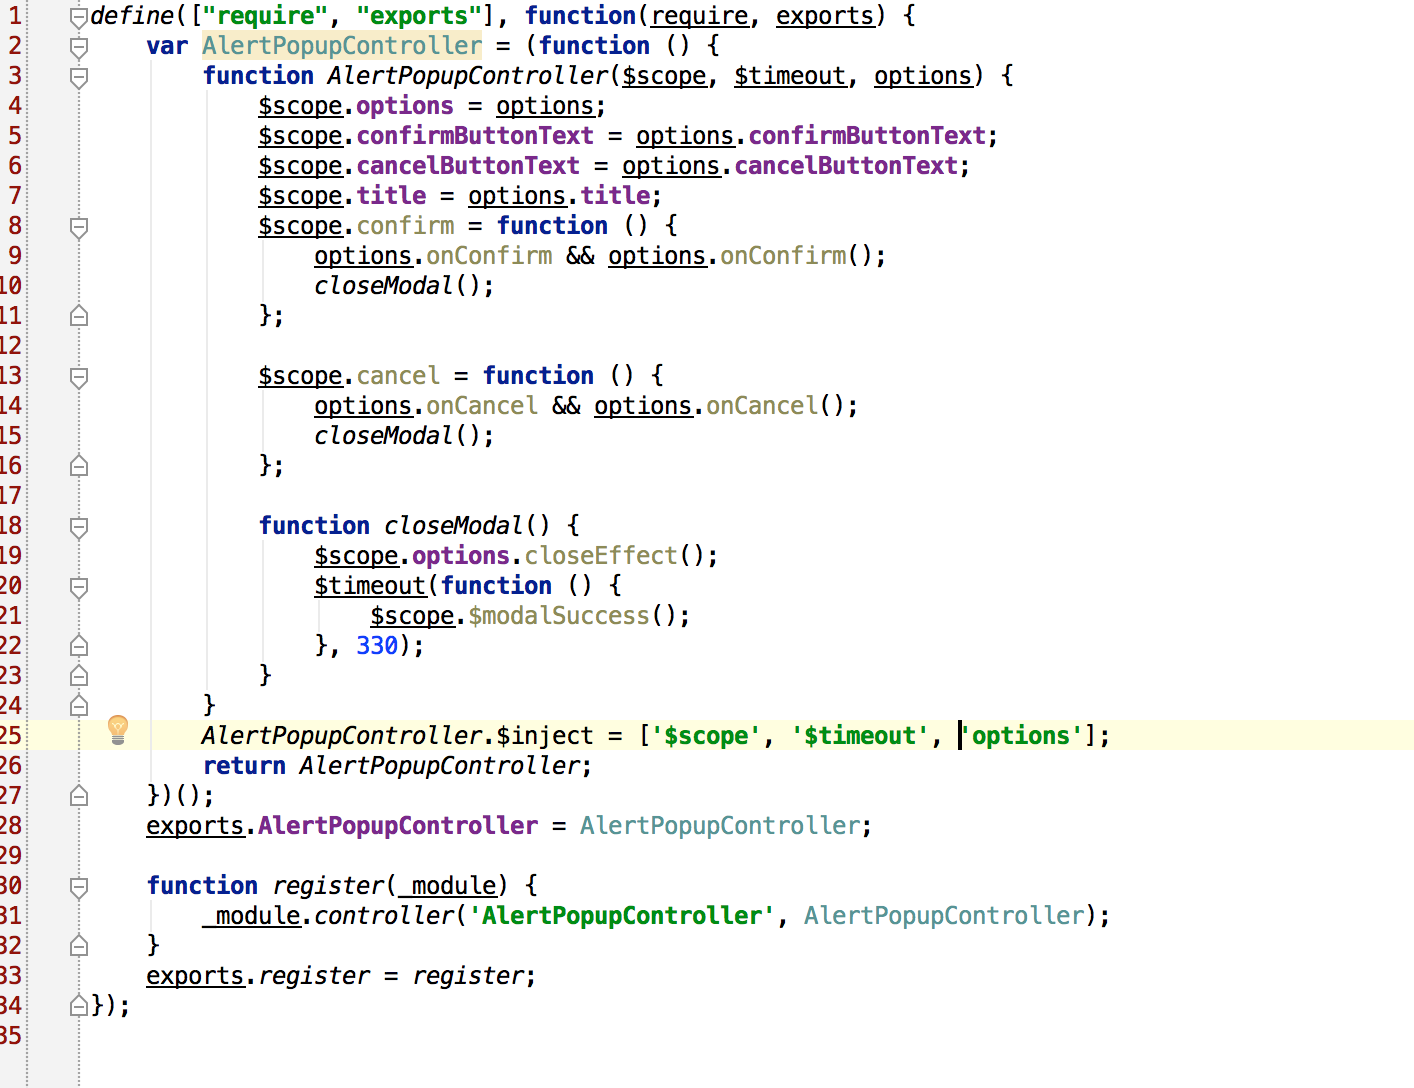 1 define(["require", "exports"], function(require, exports) {
2 var AlertPopupController = (function () {
3 function AlertPopupController($scope, $timeout, options) {
4 $scope.options = options;
5 $scope.confirmButtonText = options.confirmButtonText;
6 $scope.cancelButtonText = options.cancelButtonText;
7 $scope.title = options.title;
8 $scope.confirm = function () {
9 options.onConfirm && options.onConfirm();
10 closeModal();
11 };
12
13 $scope.cancel = function () {
14 options.onCancel && options.onCancel();
15 closeModal();
16 };
17
18 function closeModal() {
19 $scope.options.closeEffect();
20 $timeout(function () {
21 $scope.$modalSuccess();
22 }, 330);
23 }
24 }
25 AlertPopupController.$inject = ['$scope', '$timeout', 'options'];
26 return AlertPopupController;
27 })();
28 exports.AlertPopupController = AlertPopupController;
29
30 function register(_module) {
31 _module.controller('AlertPopupController', AlertPopupController);
32 }
33 exports.register = register;
34 });
35